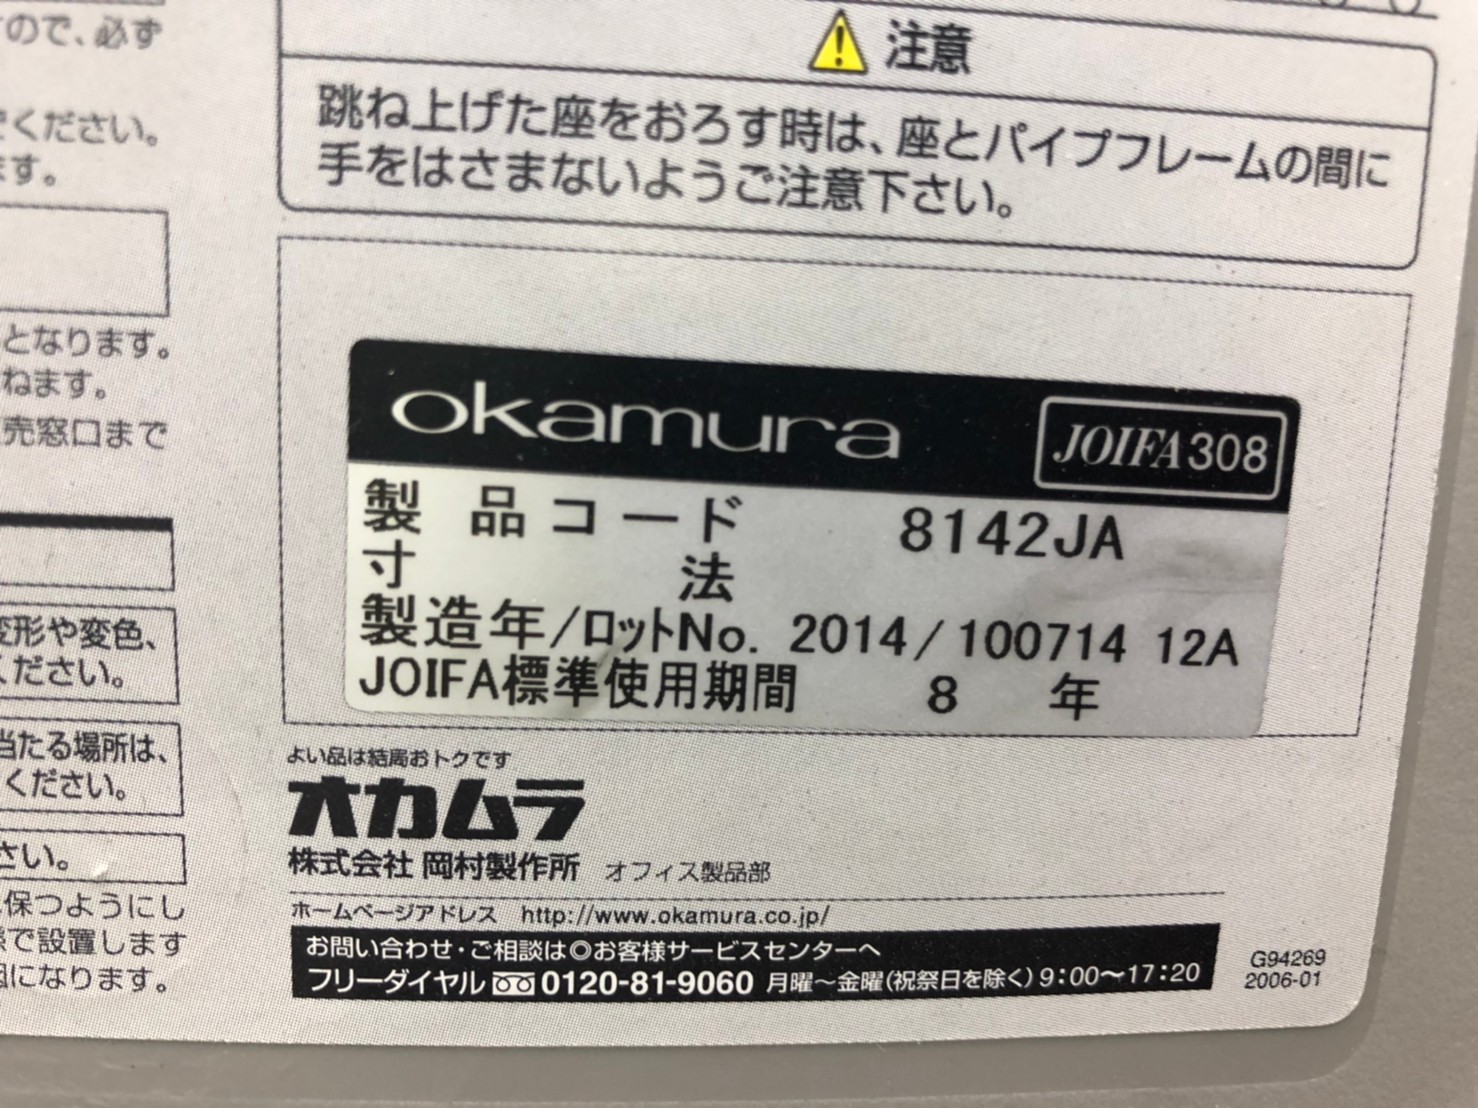 ので、必ず
ください。
ます。
となります。
ねます。
売窓口まで
変形や変色、
ください。
当たる場所は、
ください。
さい。
保つようにし
で設置します
になります。
注意
跳ね上げた座をおろす時は、座とパイプフレームの間に
手をはさまないようご注意下さい。
okamura JOIFA308
製品コード 8142JA
寸法
製造年/ロットNo. 2014/100714 12A
JOIFA標準使用期間 8 年
よい品は結局おトクです
オカムラ
株式会社 岡村製作所 オフィス製品部
ホームページアドレス http://www.okamura.co.jp/
お問い合わせ・ご相談は◎お客様サービスセンターへ
フリーダイヤル 0120-81-9060 月曜〜金曜(祝祭日を除く)9:00〜17:20
G94269
2006-01